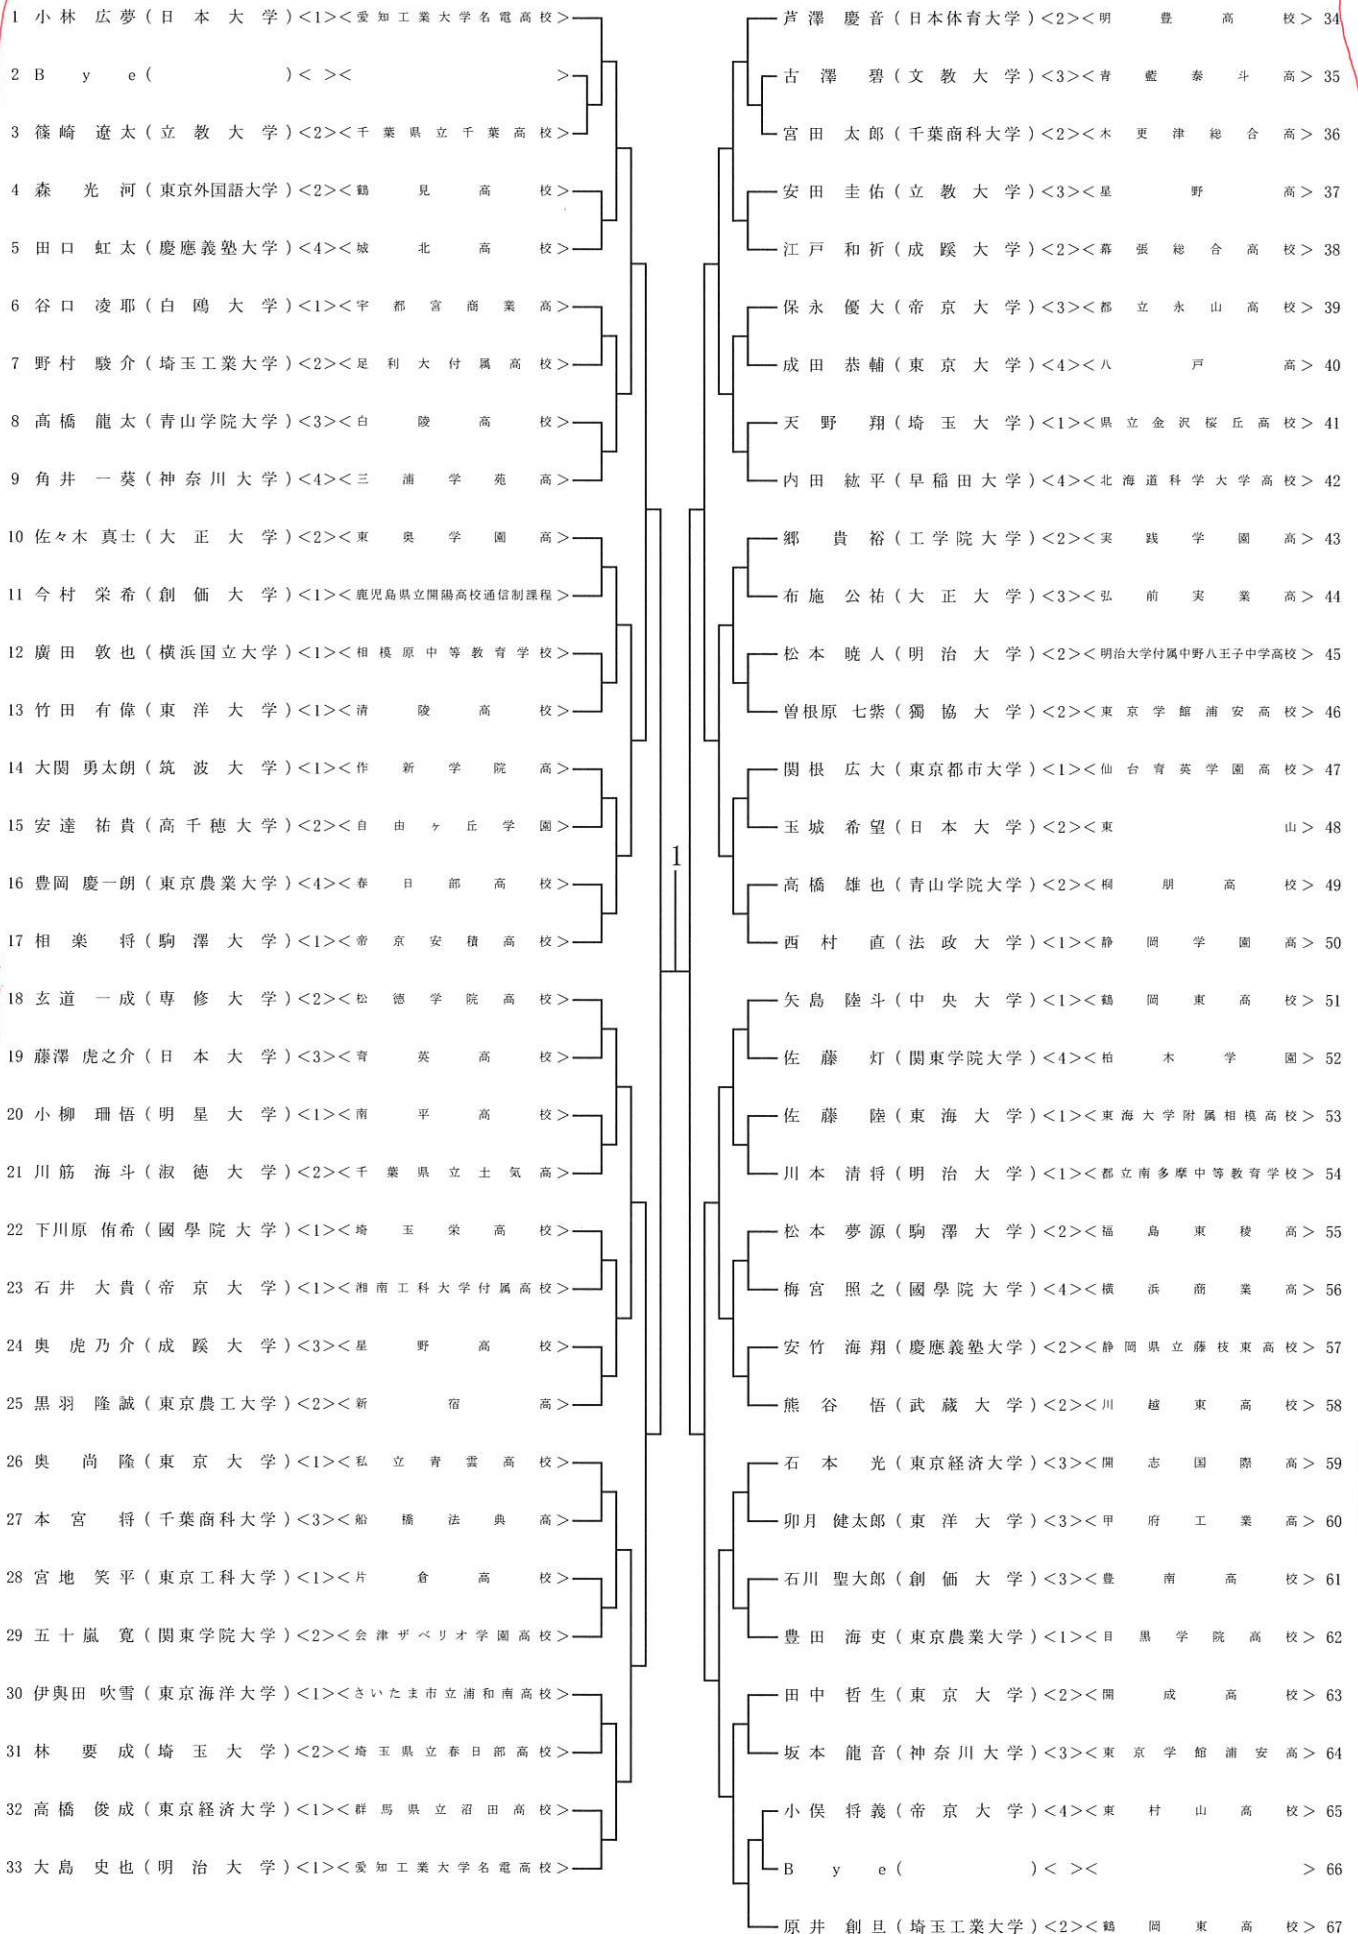 1 小林 広夢 (日本大学) <1> <愛知工業大学名電高校>
2 Bye ( ) < > < >
3 篠崎 遼太 (立教大学) <2> <千葉県立千葉高校>
4 森 光河 (東京外国語大学) <2> <鶴見高校>
5 田口 虹太 (慶應義塾大学) <4> <城北高校>
6 谷口 凌耶 (白鴎大学) <1> <宇都宮商業高>
7 野村 駿介 (埼玉工業大学) <2> <足利大付属高校>
8 髙橋 龍太 (青山学院大学) <3> <白陵高校>
9 角井 一葵 (神奈川大学) <4> <三浦学苑高>
10 佐々木 真士 (大正大学) <2> <東奥学園高>
11 今村 栄希 (創価大学) <1> <鹿児島県立開陽高校通信制課程>
12 廣田 敦也 (横浜国立大学) <1> <相模原中等教育学校>
13 竹田 有偉 (東洋大学) <1> <清陵高校>
14 大関 勇太朗 (筑波大学) <1> <作新学院高>
15 安達 祐貴 (高千穂大学) <2> <自由ヶ丘学園>
16 豊岡 慶一朗 (東京農業大学) <4> <春日部高校>
17 相楽 将 (駒澤大学) <1> <帝京安積高校>
18 玄道 一成 (専修大学) <2> <松徳学院高校>
19 藤澤 虎之介 (日本大学) <3> <育英高校>
20 小柳 珊悟 (明星大学) <1> <南平高校>
21 川筋 海斗 (淑徳大学) <2> <千葉県立土気高>
22 下川原 侑希 (國學院大学) <1> <埼玉栄高校>
23 石井 大貴 (帝京大学) <1> <湘南工科大学付属高校>
24 奥 虎乃介 (成蹊大学) <3> <星野高校>
25 黒羽 隆誠 (東京農工大学) <2> <新宿高>
26 奥 尚隆 (東京大学) <1> <私立青雲高校>
27 本宮 将 (千葉商科大学) <3> <船橋法典高>
28 宮地 笑平 (東京工科大学) <1> <片倉高校>
29 五十嵐 寛 (関東学院大学) <2> <会津ザベリオ学園高校>
30 伊與田 吹雪 (東京海洋大学) <1> <さいたま市立浦和南高校>
31 林 要成 (埼玉大学) <2> <埼玉県立春日部高校>
32 高橋 俊成 (東京経済大学) <1> <群馬県立沼田高校>
33 大島 史也 (明治大学) <1> <愛知工業大学名電高校>
1
芦澤 慶音 (日本体育大学) <2> <明豊高校> 34
古澤 碧 (文教大学) <3> <青藍泰斗高> 35
宮田 太郎 (千葉商科大学) <2> <木更津総合高> 36
安田 圭佑 (立教大学) <3> <星野高> 37
江戸 和祈 (成蹊大学) <2> <幕張総合高校> 38
保永 優大 (帝京大学) <3> <都立永山高校> 39
成田 恭輔 (東京大学) <4> <八戸高> 40
天野 翔 (埼玉大学) <1> <県立金沢桜丘高校> 41
内田 紘平 (早稲田大学) <4> <北海道科学大学高校> 42
郷 貴裕 (工学院大学) <2> <実践学園高> 43
布施 公祐 (大正大学) <3> <弘前実業高> 44
松本 暁人 (明治大学) <2> <明治大学付属中野八王子中学高校> 45
曽根原 七紫 (獨協大学) <2> <東京学館浦安高校> 46
関根 広大 (東京都市大学) <1> <仙台育英学園高校> 47
玉城 希望 (日本大学) <2> <東山> 48
高橋 雄也 (青山学院大学) <2> <桐朋高校> 49
西村 直 (法政大学) <1> <静岡学園高> 50
矢島 陸斗 (中央大学) <1> <鶴岡東高校> 51
佐藤 灯 (関東学院大学) <4> <柏木学園> 52
佐藤 陸 (東海大学) <1> <東海大学附属相模高校> 53
川本 清将 (明治大学) <1> <都立南多摩中等教育学校> 54
松本 夢源 (駒澤大学) <2> <福島東稜高> 55
梅宮 照之 (國學院大学) <4> <横浜商業高> 56
安竹 海翔 (慶應義塾大学) <2> <静岡県立藤枝東高校> 57
熊谷 悟 (武蔵大学) <2> <川越東高校> 58
石本 光 (東京経済大学) <3> <開志国際高> 59
卯月 健太郎 (東洋大学) <3> <甲府工業高> 60
石川 聖大郎 (創価大学) <3> <豊南高校> 61
豊田 海吏 (東京農業大学) <1> <目黒学院高校> 62
田中 哲生 (東京大学) <2> <開成高校> 63
坂本 龍音 (神奈川大学) <3> <東京学館浦安高> 64
小俣 将義 (帝京大学) <4> <東村山高校> 65
Bye ( ) < > < > 66
原井 創旦 (埼玉工業大学) <2> <鶴岡東高校> 67